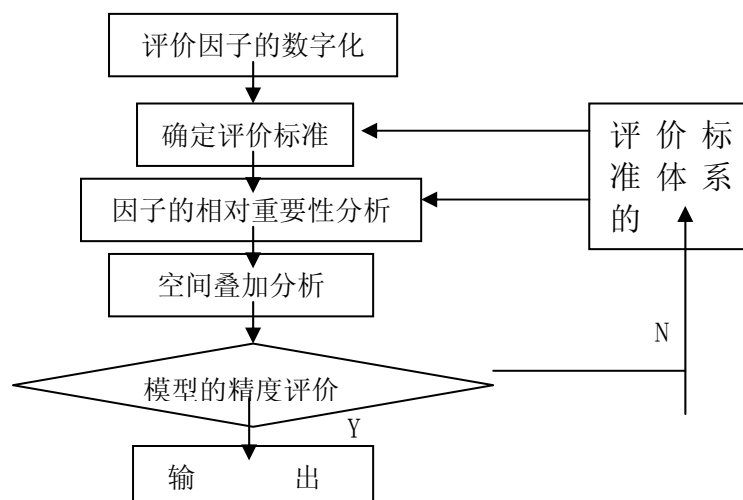 评价因子的数字化
确定评价标准
评价标
准体系
的
因子的相对重要性分析
空间叠加分析
N
模型的精度评价
Y
输出